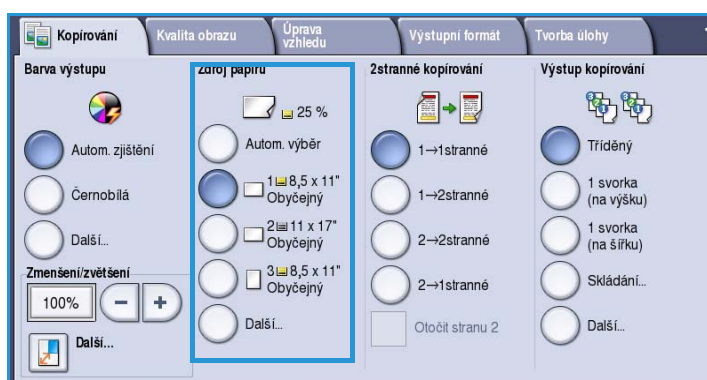 Kopírování
Kvalita obrazu
Úprava
vzhledu
Výstupní formát
Tvorba úlohy
Barva výstupu
Autom. zjištění
Černobílá
Další...
Zmenšení/zvětšení
100%
Další...
Zdroj papíru
25 %
Autom. výběr
1 8,5 x 11"
Obyčejný
2 11 x 17"
Obyčejný
3 8,5 x 11"
Obyčejný
Další...
2stranné kopírování
1→1stranné
1→2stranné
2→2stranné
2→1stranné
Otočit stranu 2
Výstup kopírování
Tříděný
1 svorka
(na výšku)
1 svorka
(na šířku)
Skládání...
Další...